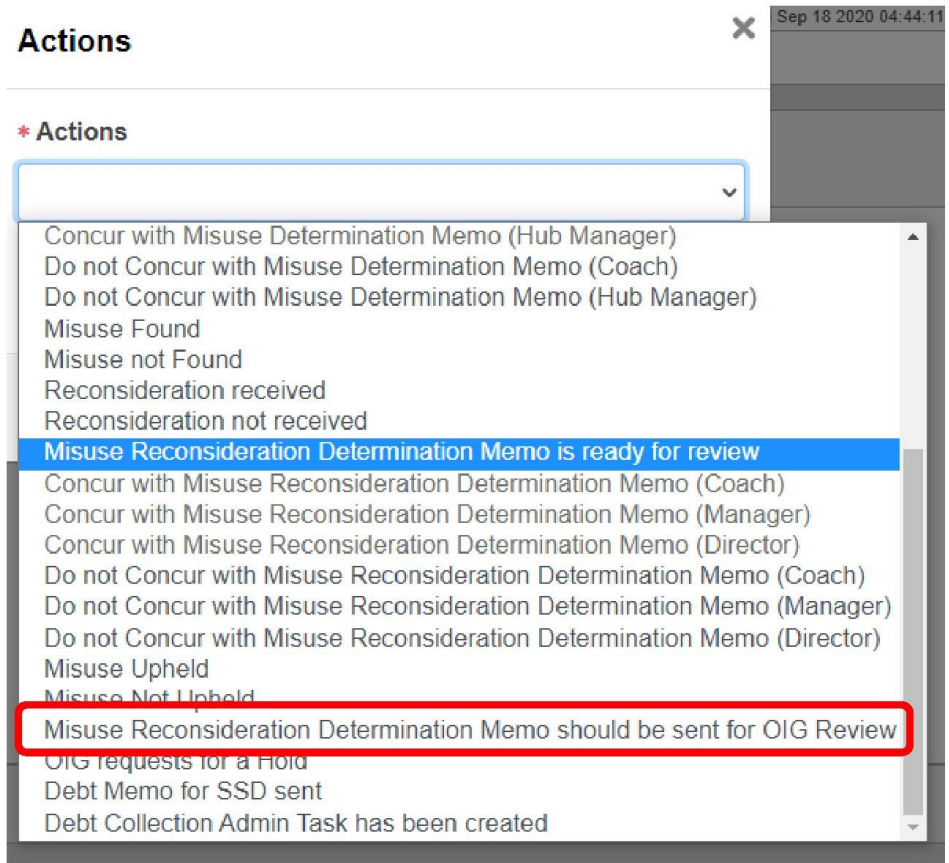 Sep 18 2020 04:44:11
Actions
* Actions
Concur with Misuse Determination Memo (Hub Manager)
Do not Concur with Misuse Determination Memo (Coach)
Do not Concur with Misuse Determination Memo (Hub Manager)
Misuse Found
Misuse not Found
Reconsideration received
Reconsideration not received
Misuse Reconsideration Determination Memo is ready for review
Concur with Misuse Reconsideration Determination Memo (Coach)
Concur with Misuse Reconsideration Determination Memo (Manager)
Concur with Misuse Reconsideration Determination Memo (Director)
Do not Concur with Misuse Reconsideration Determination Memo (Coach)
Do not Concur with Misuse Reconsideration Determination Memo (Manager)
Do not Concur with Misuse Reconsideration Determination Memo (Director)
Misuse Upheld
Misuse Not Upheld
Misuse Reconsideration Determination Memo should be sent for OIG Review
OIG requests for a Hold
Debt Memo for SSD sent
Debt Collection Admin Task has been created